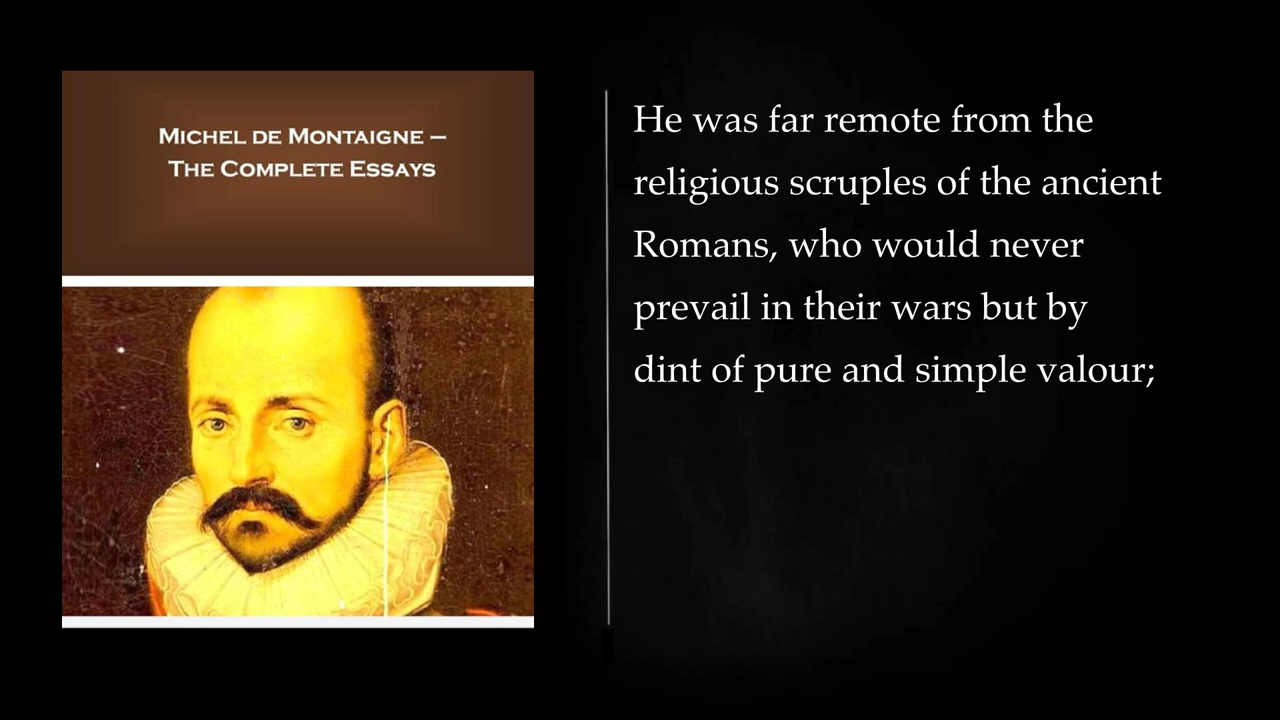 MICHEL DE MONTAIGNE –
THE COMPLETE ESSAYS
He was far remote from the
religious scruples of the ancient
Romans, who would never
prevail in their wars but by
dint of pure and simple valour;